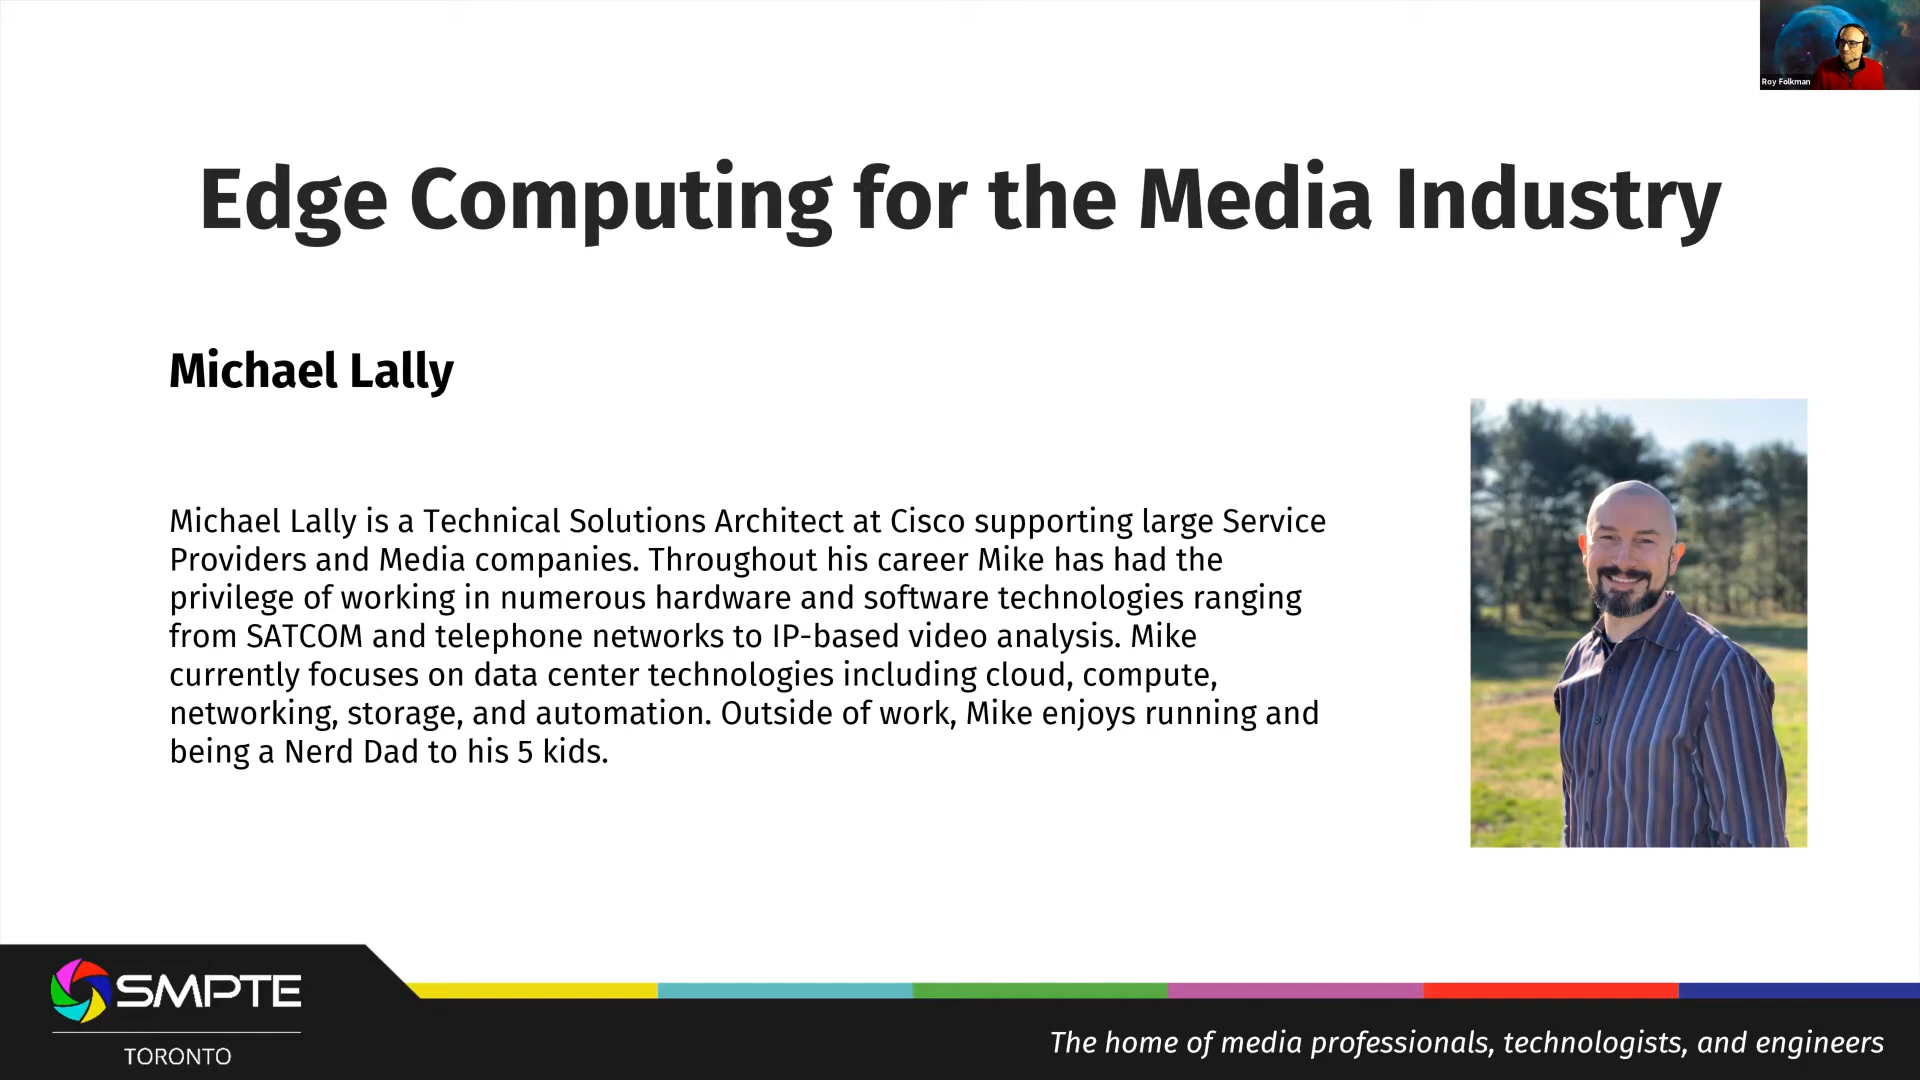 Roy Folkman
Edge Computing for the Media Industry
Michael Lally
Michael Lally is a Technical Solutions Architect at Cisco supporting large Service
Providers and Media companies. Throughout his career Mike has had the
privilege of working in numerous hardware and software technologies ranging
from SATCOM and telephone networks to IP-based video analysis. Mike
currently focuses on data center technologies including cloud, compute,
networking, storage, and automation. Outside of work, Mike enjoys running and
being a Nerd Dad to his 5 kids.
SMPTE
TORONTO
The home of media professionals, technologists, and engineers